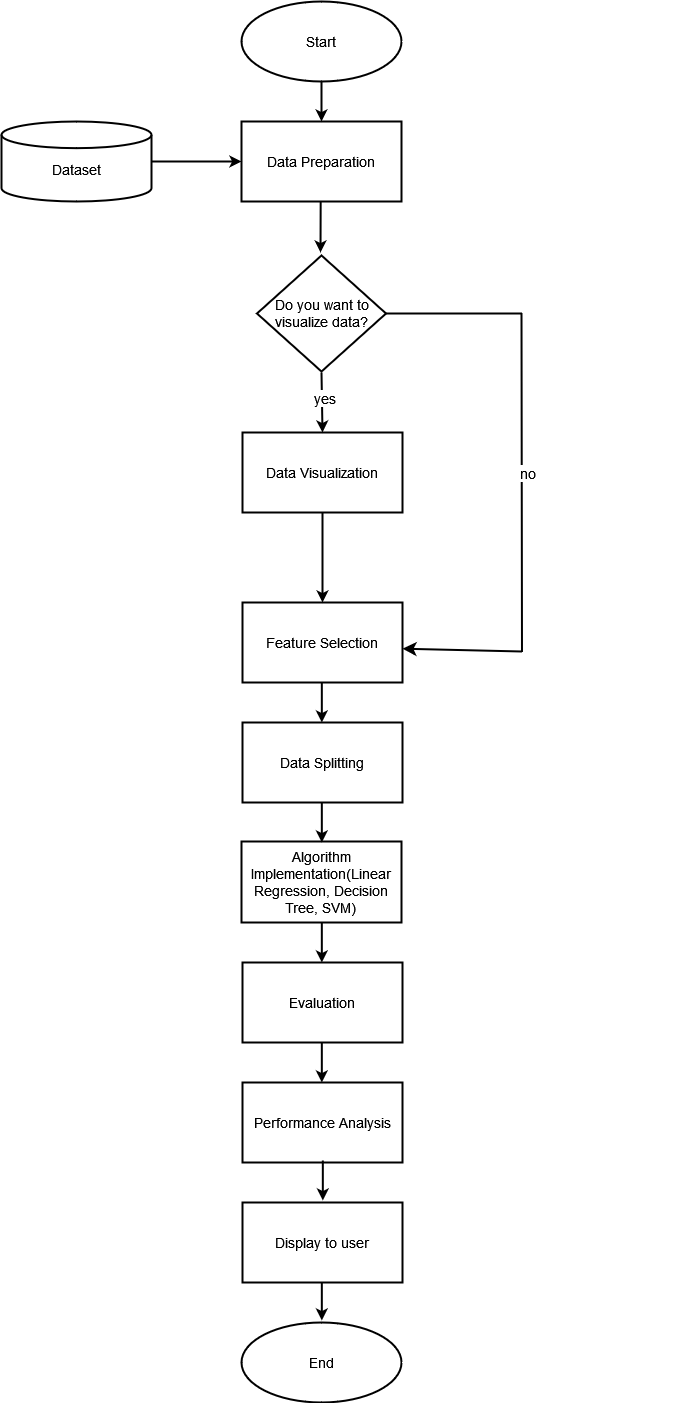 Start
Dataset
Data Preparation
Do you want to
visualize data?
yes
Data Visualization
no
Feature Selection
Data Splitting
Algorithm
Implementation(Linear
Regression, Decision
Tree, SVM)
Evaluation
Performance Analysis
Display to user
End